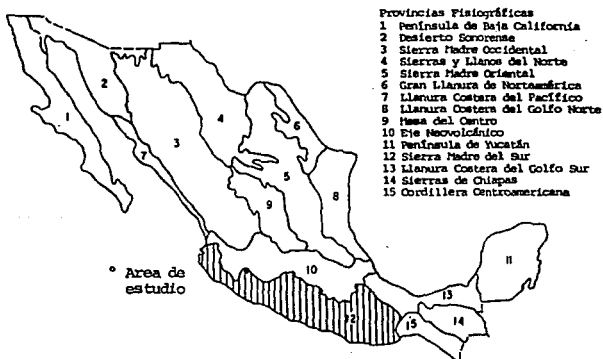 Provincias Fisiográficas
1 Península de Baja California
2 Desierto Sonorense
3 Sierra Madre Occidental
4 Sierras y Llanos del Norte
5 Sierra Madre Oriental
6 Gran Llanura de Norteamérica
7 Llanura Costera del Pacífico
8 Llanura Costera del Golfo Norte
9 Mesa del Centro
10 Eje Neovolcánico
11 Península de Yucatán
12 Sierra Madre del Sur
13 Llanura Costera del Golfo Sur
14 Sierras de Chiapas
15 Cordillera Centroamericana
1
2
3
4
5
6
7
8
9
10
11
12
13
14
15
° Area de
estudio